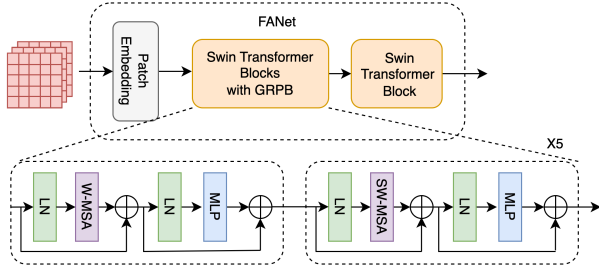 FANet
Patch
Embedding
Swin Transformer
Blocks
with GRPB
Swin
Transformer
Block
X5
LN
W-MSA
LN
MLP
LN
SW-MSA
LN
MLP